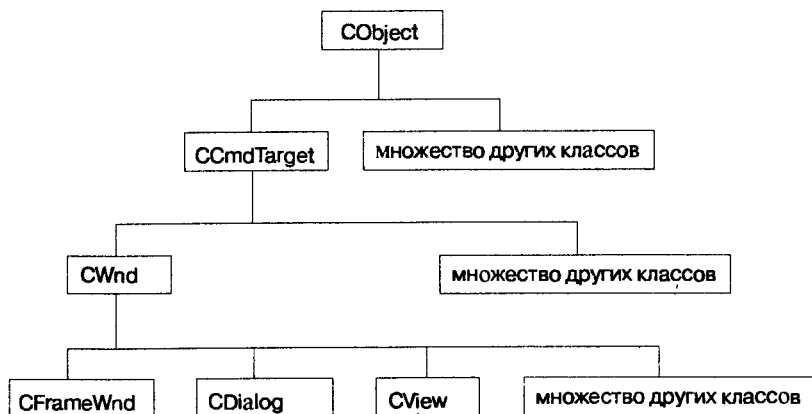 CObject
CCmdTarget
множество других классов
CWnd
множество других классов
CFrameWnd
CDialog
CView
множество других классов